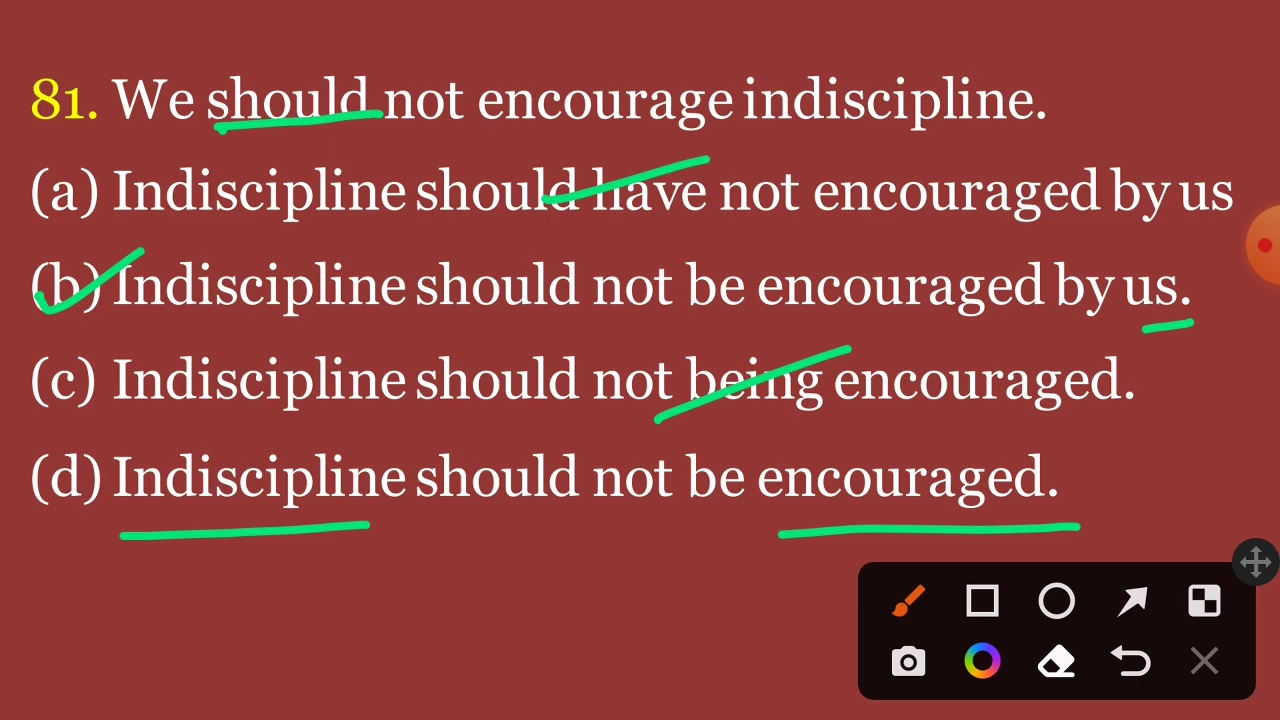 81. We should not encourage indiscipline.
(a) Indiscipline should have not encouraged by us
(b) Indiscipline should not be encouraged by us.
(c) Indiscipline should not being encouraged.
(d) Indiscipline should not be encouraged.